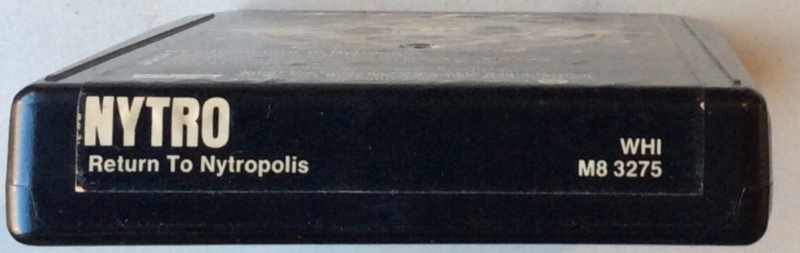 NYTRO
Return To Nytropolis
WHI
M8 3275